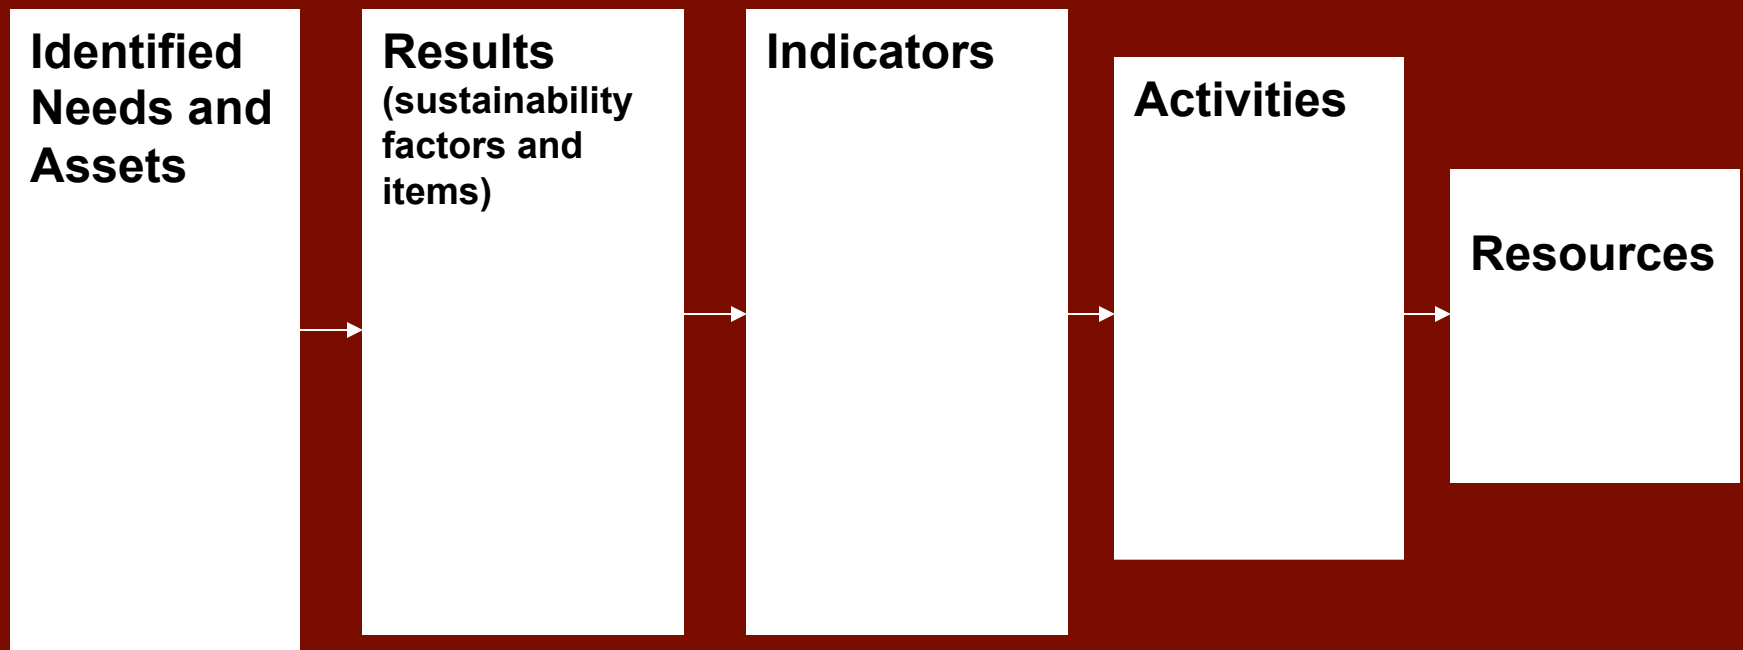 Identified
Needs and
Assets
Results
(sustainability
factors and
items)
Indicators
Activities
Resources